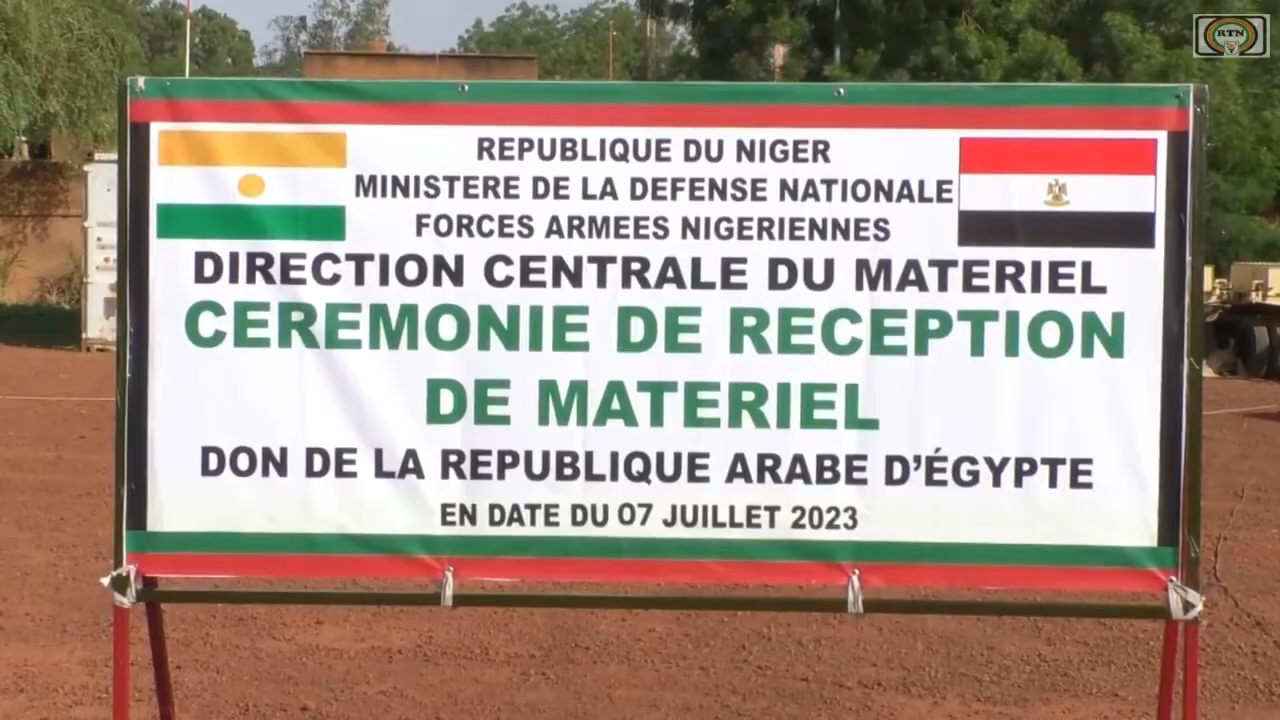 RTN
REPUBLIQUE DU NIGER
MINISTERE DE LA DEFENSE NATIONALE
FORCES ARMEES NIGERIENNES
DIRECTION CENTRALE DU MATERIEL
CEREMONIE DE RECEPTION
DE MATERIEL
DON DE LA REPUBLIQUE ARABE D'ÉGYPTE
EN DATE DU 07 JUILLET 2023